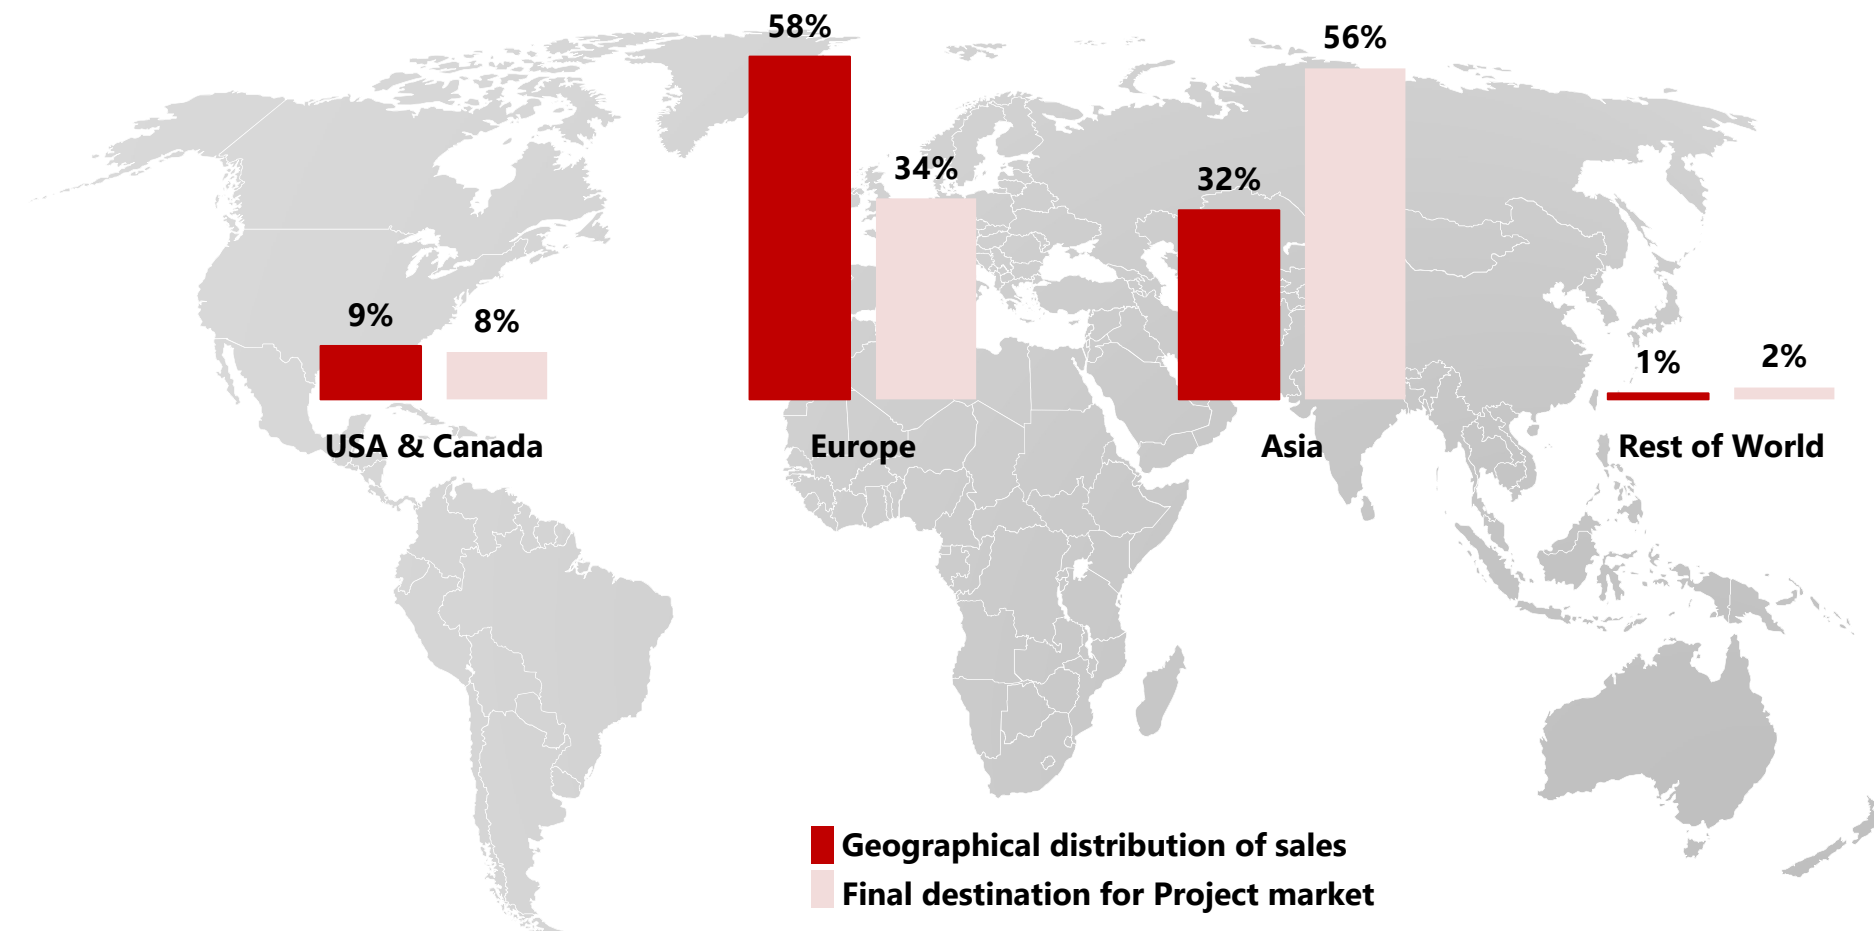 58%
56%
34%
32%
9%
8%
1%
2%
USA & Canada
Europe
Asia
Rest of World
Geographical distribution of sales
Final destination for Project market